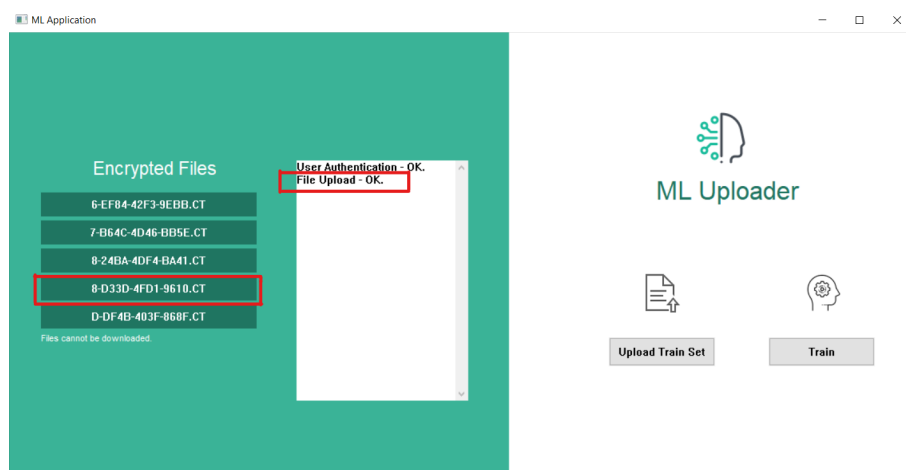 ML Application
Encrypted Files
6-EF84-42F3-9EBB.CT
7-B64C-4D46-BB5E.CT
8-24BA-4DF4-BA41.CT
8-D33D-4FD1-9610.CT
D-DF4B-403F-868F.CT
Files cannot be downloaded.
User Authentication - OK.
File Upload - OK.
ML Uploader
Upload Train Set
Train